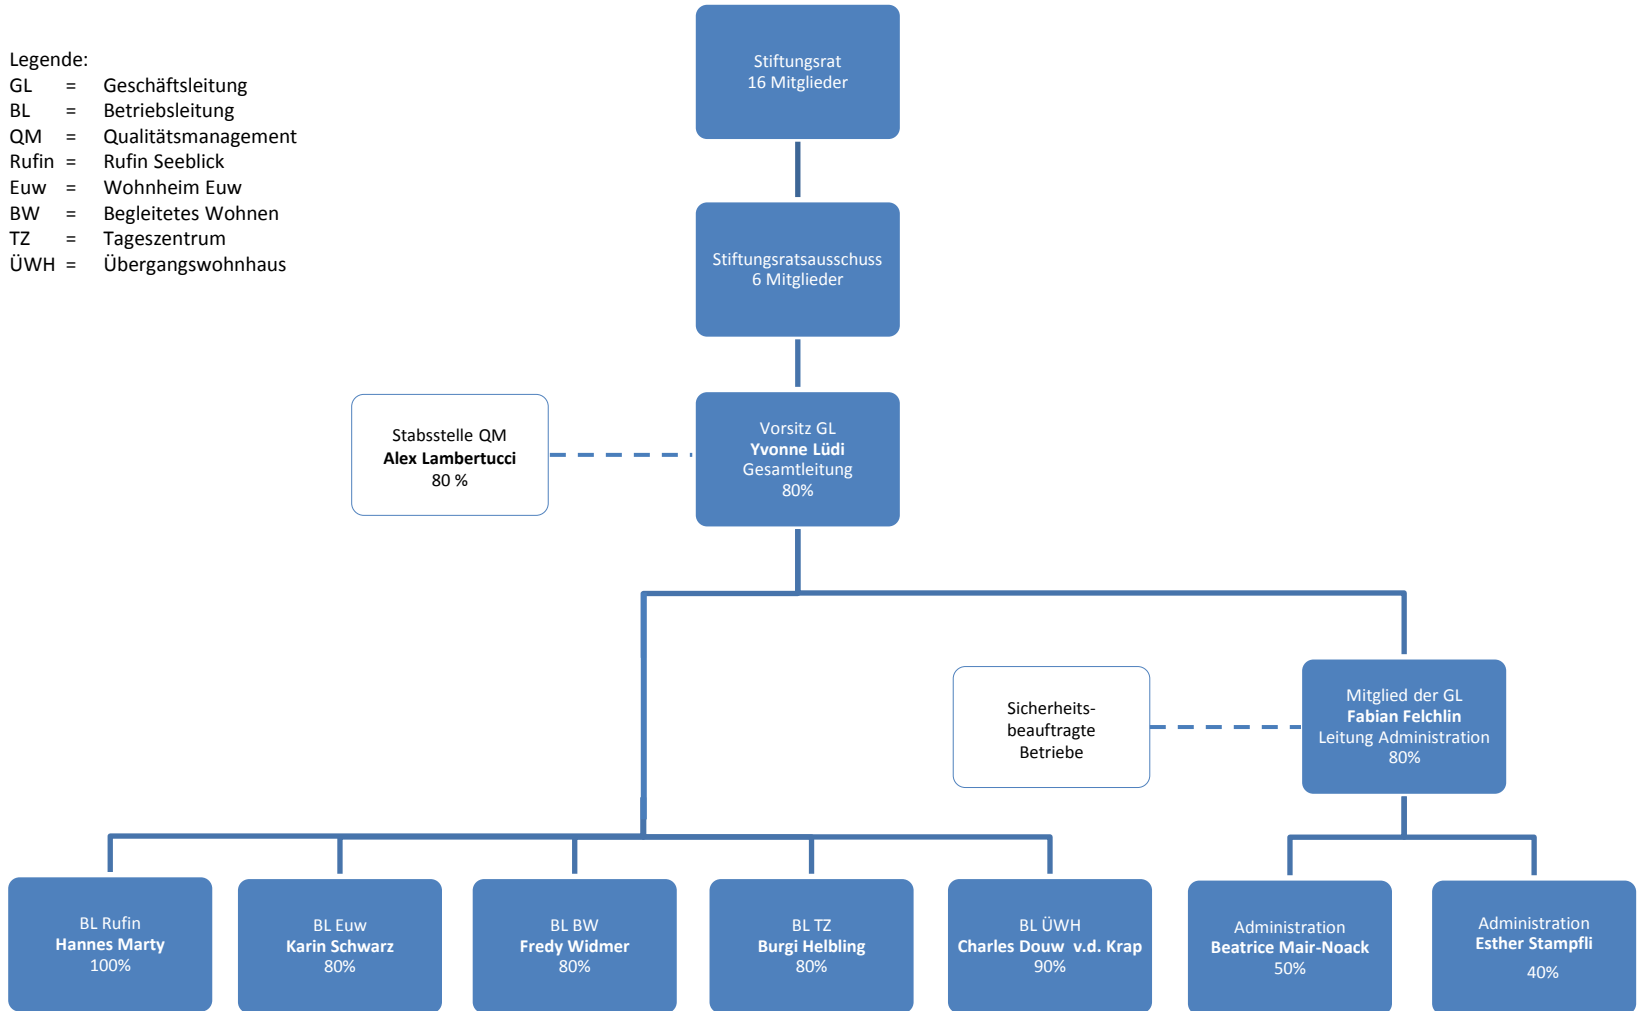 Legende:
GL = Geschäftsleitung
BL = Betriebsleitung
QM = Qualitätsmanagement
Rufin = Rufin Seeblick
Euw = Wohnheim Euw
BW = Begleitetes Wohnen
TZ = Tageszentrum
ÜWH = Übergangswohnhaus
Stiftungsrat
16 Mitglieder
Stiftungsratsausschuss
6 Mitglieder
Stabsstelle QM
Alex Lambertucci
80 %
Vorsitz GL
Yvonne Lüdi
Gesamtleitung
80%
Sicherheits-
beauftragte
Betriebe
Mitglied der GL
Fabian Felchlin
Leitung Administration
80%
BL Rufin
Hannes Marty
100%
BL Euw
Karin Schwarz
80%
BL BW
Fredy Widmer
80%
BL TZ
Burgi Helbling
80%
BL ÜWH
Charles Douw v.d. Krap
90%
Administration
Beatrice Mair-Noack
50%
Administration
Esther Stampfli
40%